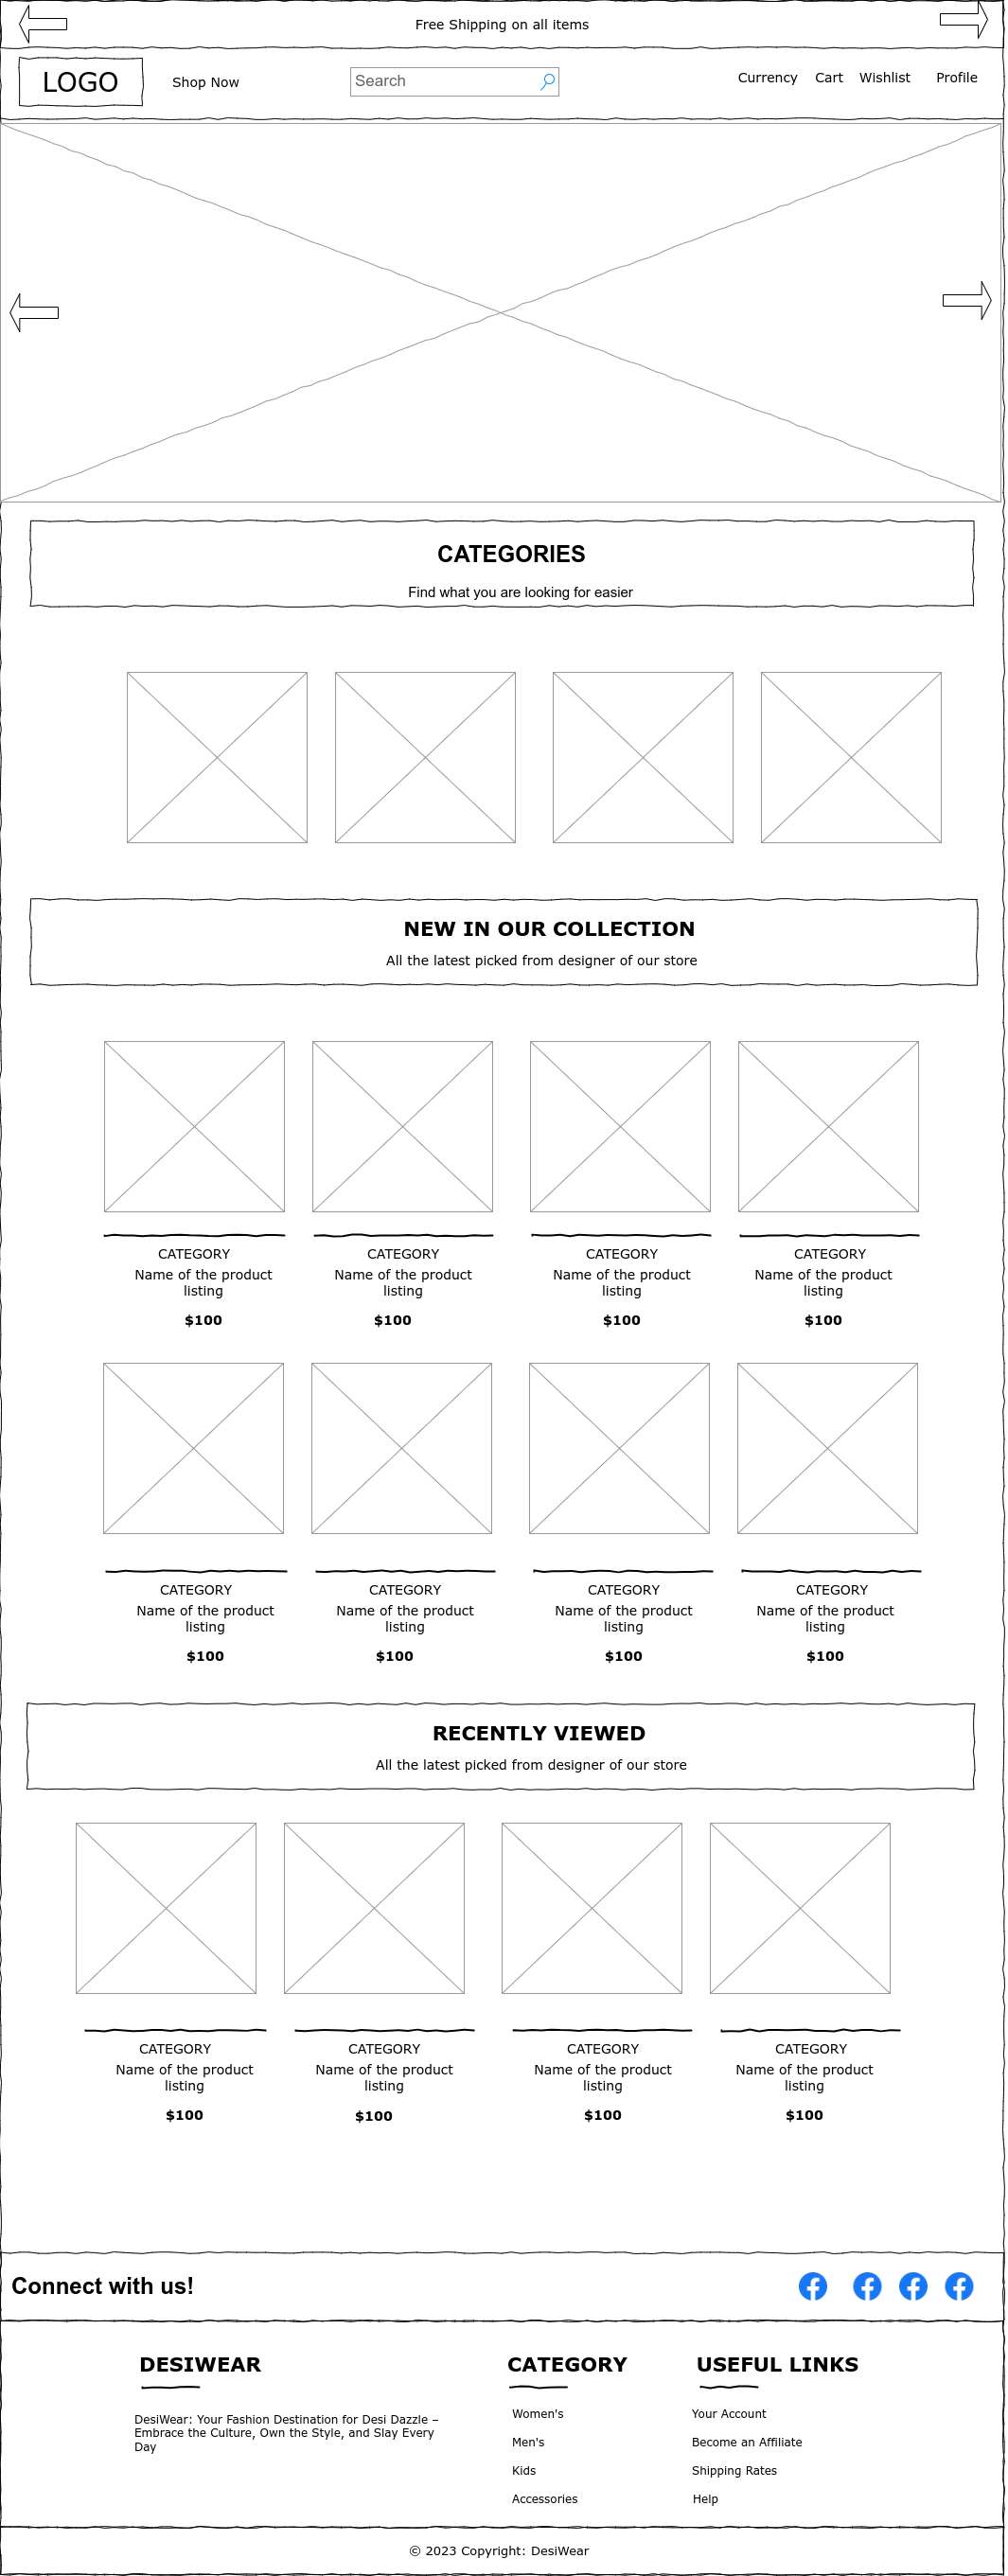 Free Shipping on all items
LOGO
Shop Now
Search
Currency
Cart
Wishlist
Profile
CATEGORIES
Find what you are looking for easier
NEW IN OUR COLLECTION
All the latest picked from designer of our store
CATEGORY
Name of the product
listing
$100
CATEGORY
Name of the product
listing
$100
CATEGORY
Name of the product
listing
$100
CATEGORY
Name of the product
listing
$100
CATEGORY
Name of the product
listing
$100
CATEGORY
Name of the product
listing
$100
CATEGORY
Name of the product
listing
$100
CATEGORY
Name of the product
listing
$100
RECENTLY VIEWED
All the latest picked from designer of our store
CATEGORY
Name of the product
listing
$100
CATEGORY
Name of the product
listing
$100
CATEGORY
Name of the product
listing
$100
CATEGORY
Name of the product
listing
$100
Connect with us!
DESIWEAR
DesiWear: Your Fashion Destination for Desi Dazzle –
Embrace the Culture, Own the Style, and Slay Every
Day
CATEGORY
Women's
Men's
Kids
Accessories
USEFUL LINKS
Your Account
Become an Affiliate
Shipping Rates
Help
© 2023 Copyright: DesiWear